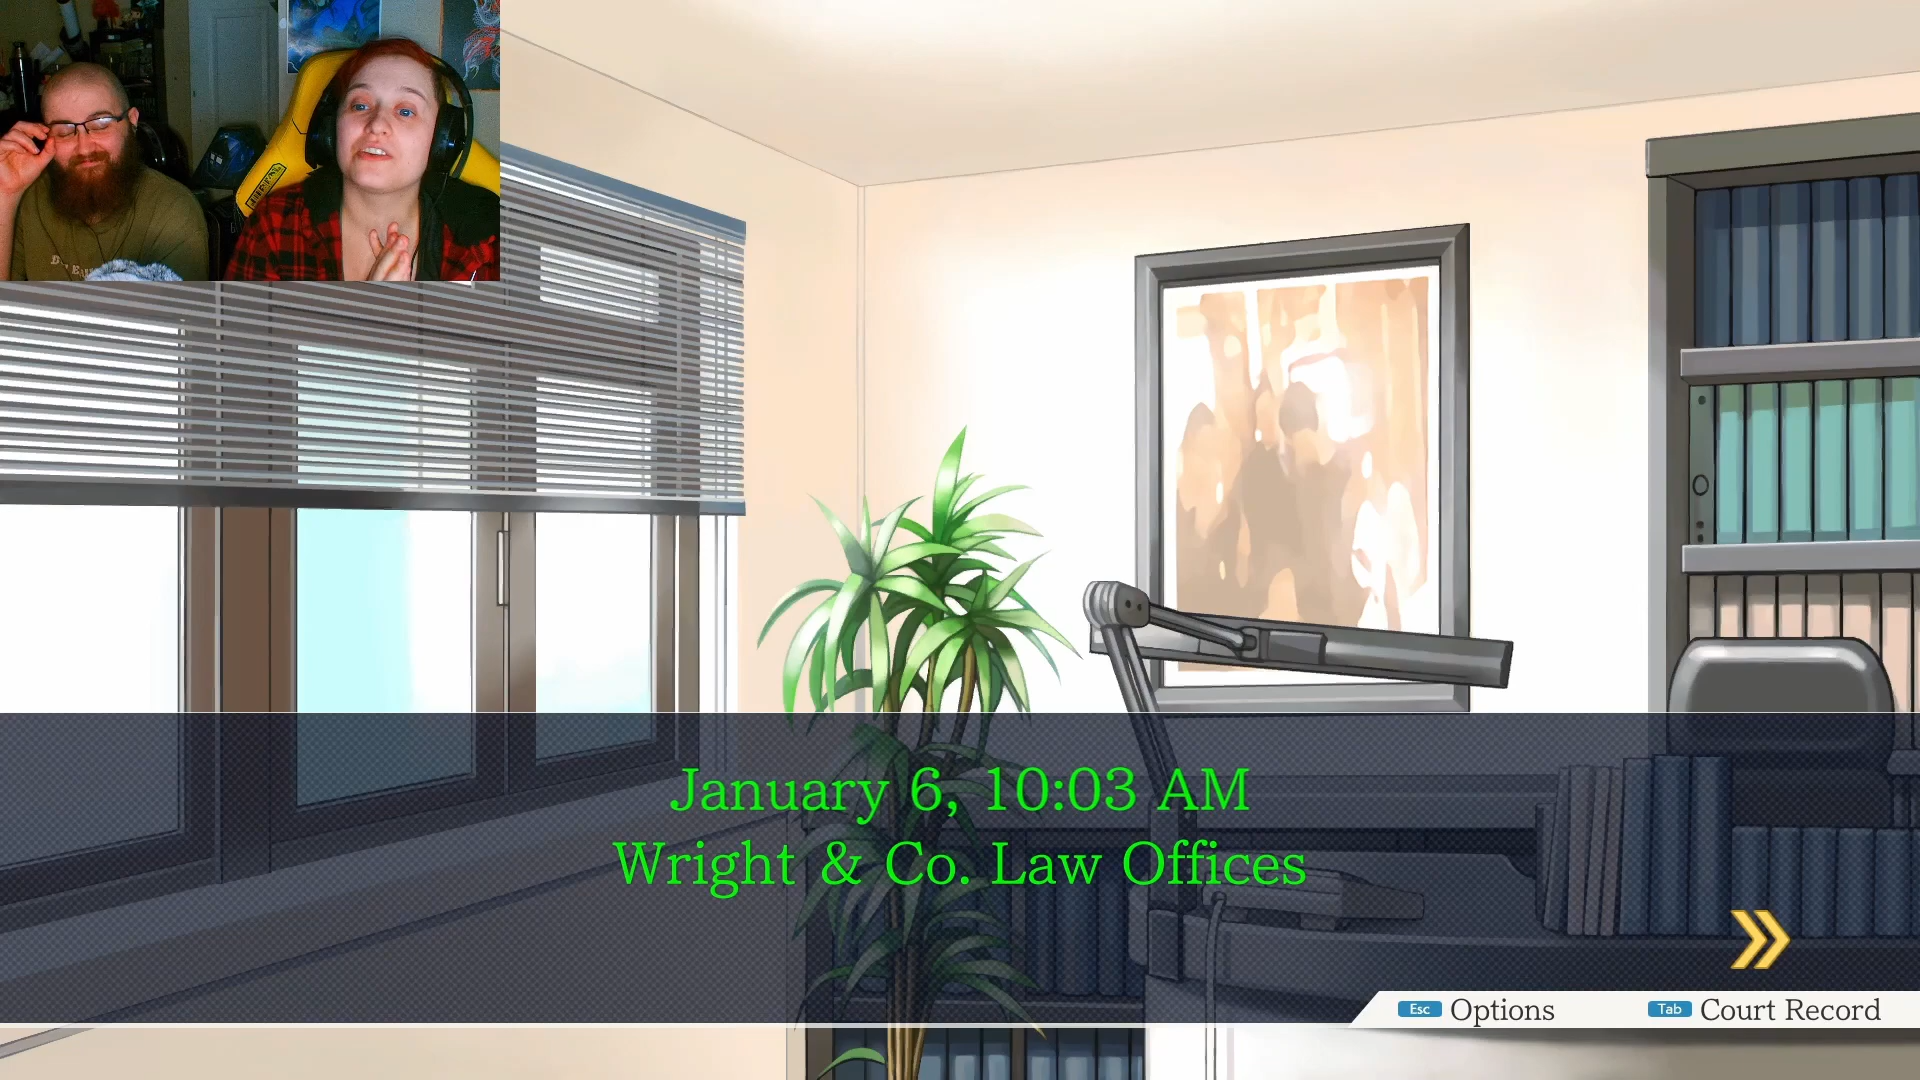 January 6, 10:03 AM
Wright & Co. Law Offices
Esc Options
Tab Court Record